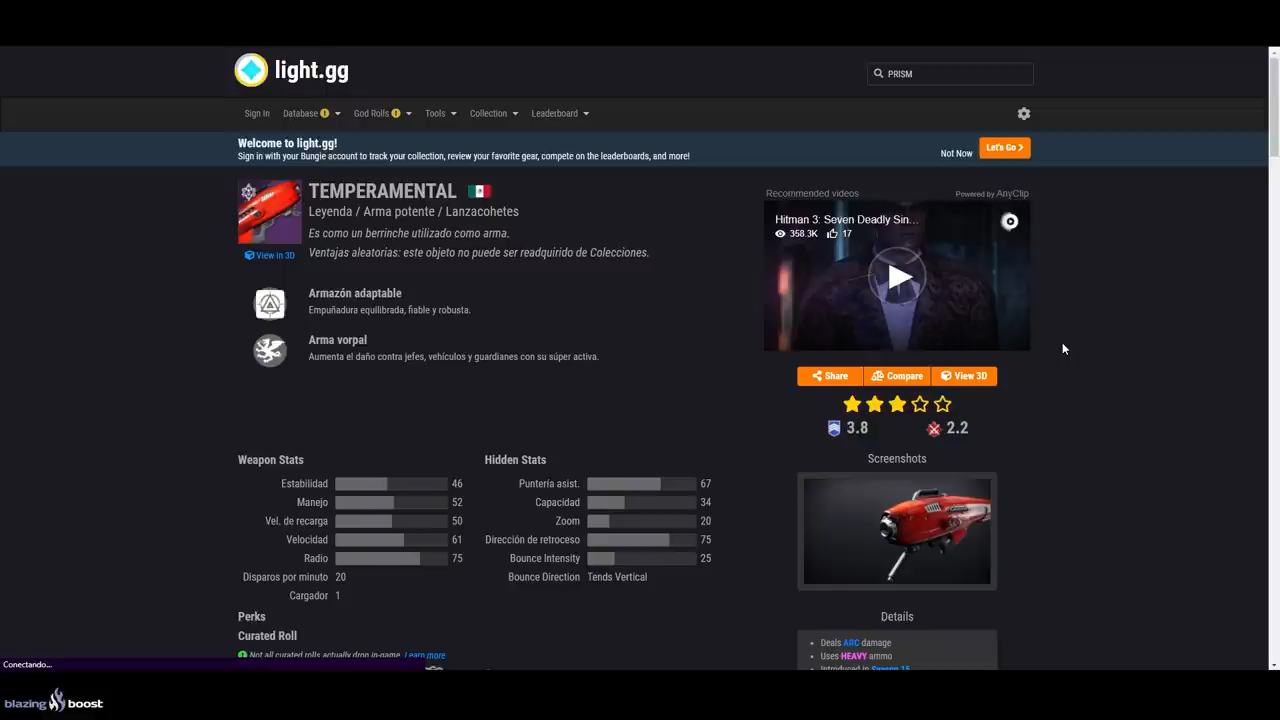 light.gg
PRISM
Sign In Database God Rolls Tools Collection Leaderboard
Welcome to light.gg!
Sign in with your Bungie account to track your collection, review your favorite gear, compete on the leaderboards, and more!
Not Now Let's Go
TEMPERAMENTAL
Leyenda / Arma potente / Lanzacohetes
Es como un berrinche utilizado como arma.
Ventajas aleatorias: este objeto no puede ser readquirido de Colecciones.
View in 3D
Armazón adaptable
Empuñadura equilibrada, fiable y robusta.
Arma vorpal
Aumenta el daño contra jefes, vehículos y guardianes con su súper activa.
Recommended videos Powered by AnyClip
Hitman 3: Seven Deadly Sin...
358.3K 17
Share Compare View 3D
3.8 2.2
Screenshots
Weapon Stats
Estabilidad 46
Manejo 52
Vel. de recarga 50
Velocidad 61
Radio 75
Disparos por minuto 20
Cargador 1
Hidden Stats
Puntería asist. 67
Capacidad 34
Zoom 20
Dirección de retroceso 75
Bounce Intensity 25
Bounce Direction Tends Vertical
Perks
Curated Roll
Not all curated rolls actually drop in-game. Learn more
Details
Deals ARC damage
Uses HEAVY ammo
Introduced in Season 15
Conectando...
blazing boost